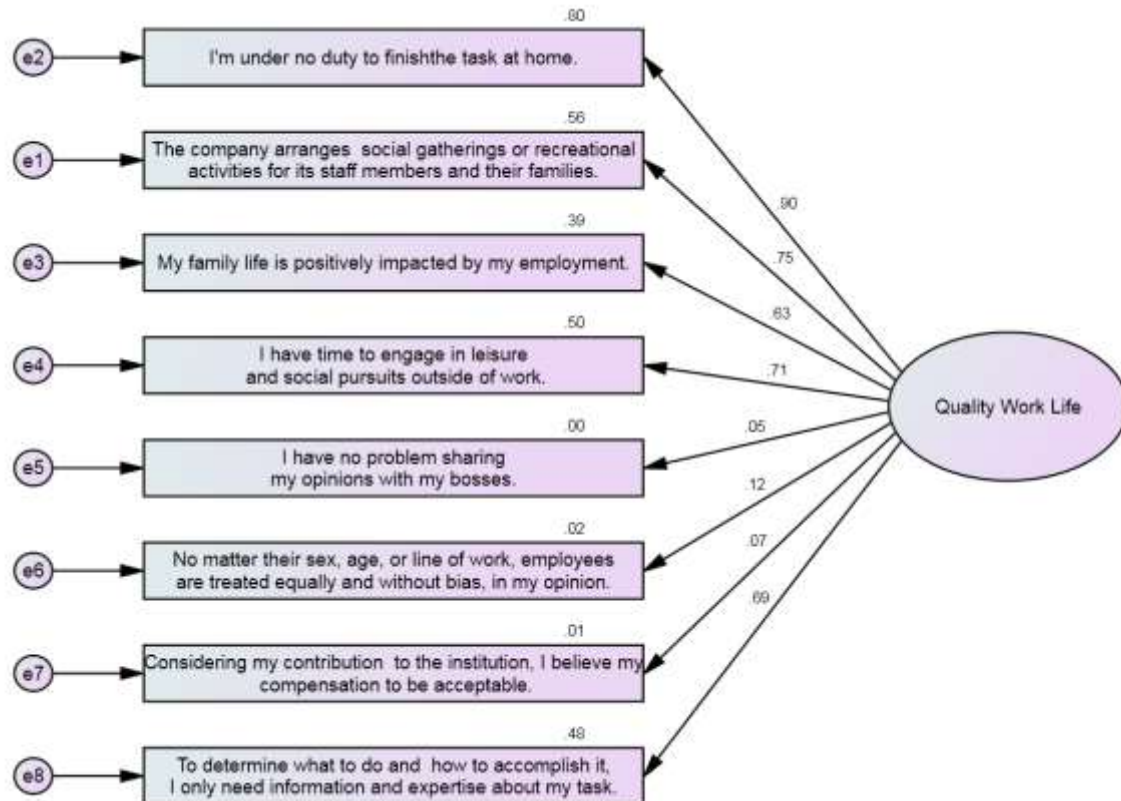 .80
e2
I'm under no duty to finishthe task at home.
.56
e1
The company arranges social gatherings or recreational
activities for its staff members and their families.
.39
e3
My family life is positively impacted by my employment.
.50
e4
I have time to engage in leisure
and social pursuits outside of work.
.00
e5
I have no problem sharing
my opinions with my bosses.
.02
e6
No matter their sex, age, or line of work, employees
are treated equally and without bias, in my opinion.
.01
e7
Considering my contribution to the institution, I believe my
compensation to be acceptable.
.48
e8
To determine what to do and how to accomplish it,
I only need information and expertise about my task.
.90
.75
.63
.71
.05
.12
.07
.69
Quality Work Life